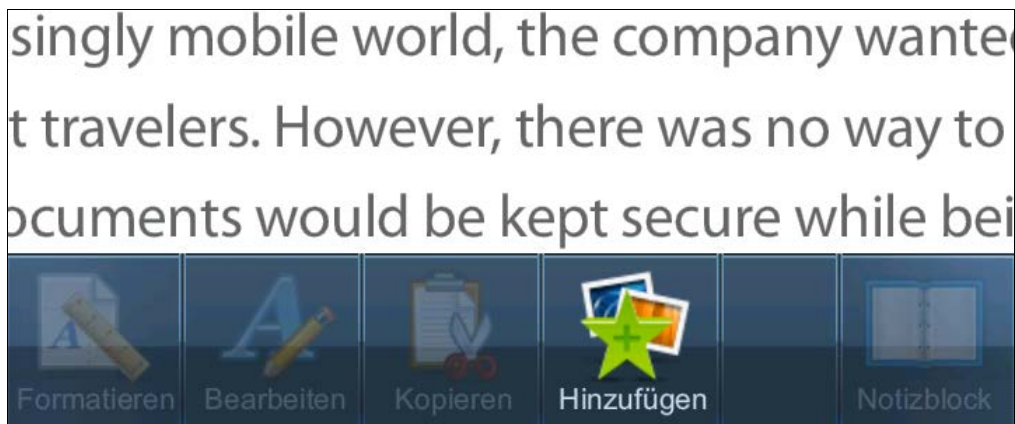 singly mobile world, the company wante
t travelers. However, there was no way to
ocuments would be kept secure while bei
Formatieren Bearbeiten Kopieren Hinzufügen Notizblock